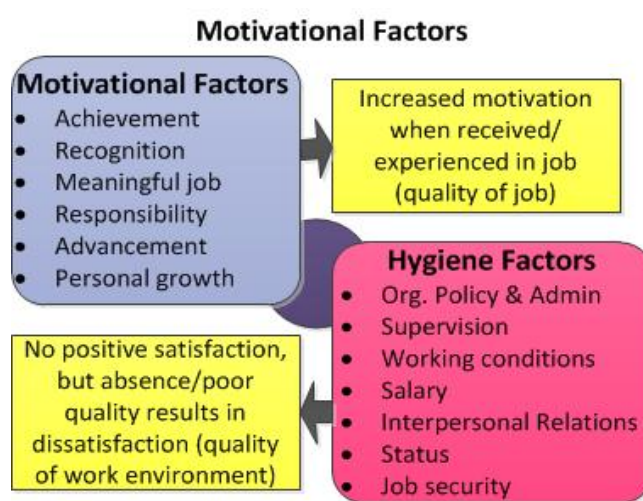 Motivational Factors
Motivational Factors
• Achievement
• Recognition
• Meaningful job
• Responsibility
• Advancement
• Personal growth
Increased motivation
when received/
experienced in job
(quality of job)
Hygiene Factors
• Org. Policy & Admin
• Supervision
• Working conditions
• Salary
• Interpersonal Relations
• Status
• Job security
No positive satisfaction,
but absence/poor
quality results in
dissatisfaction (quality
of work environment)